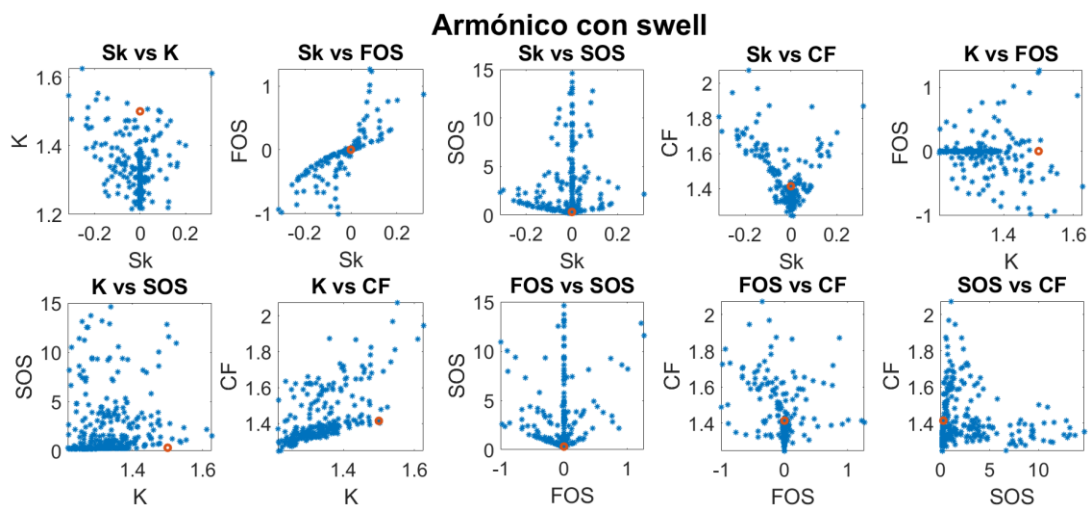 Armónico con swell
Sk vs K
Sk vs FOS
Sk vs SOS
Sk vs CF
K vs FOS
1.6
1.4
1.2
K
-0.2
0
0.2
Sk
1
0
-1
FOS
-0.2
0
0.2
Sk
15
10
5
0
SOS
-0.2
0
0.2
Sk
2
1.8
1.6
1.4
CF
-0.2
0
0.2
Sk
1
0
-1
FOS
1.4
1.6
K
K vs SOS
K vs CF
FOS vs SOS
FOS vs CF
SOS vs CF
15
10
5
0
SOS
1.4
1.6
K
2
1.8
1.6
1.4
CF
1.4
1.6
K
15
10
5
0
SOS
-1
0
1
FOS
2
1.8
1.6
1.4
CF
-1
0
1
FOS
2
1.8
1.6
1.4
CF
0
5
10
SOS